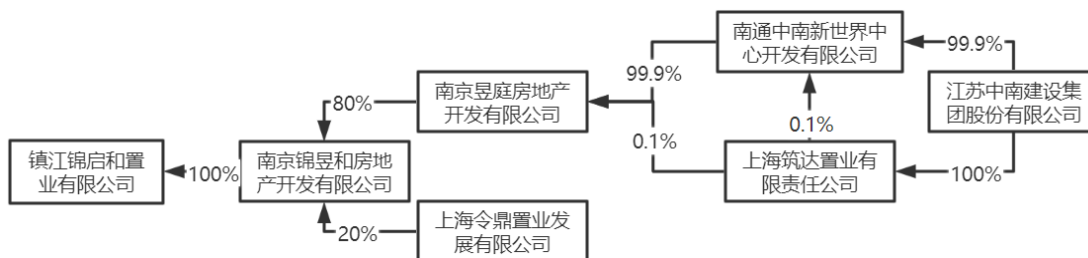 南通中南新世界中
心开发有限公司
99.9%
江苏中南建设集
团股份有限公司
99.9%
南京昱庭房地产
开发有限公司
80%
0.1%
0.1%
镇江锦启和置
业有限公司
100%
南京锦昱和房地
产开发有限公司
上海筑达置业有
限责任公司
100%
20%
上海令鼎置业发
展有限公司